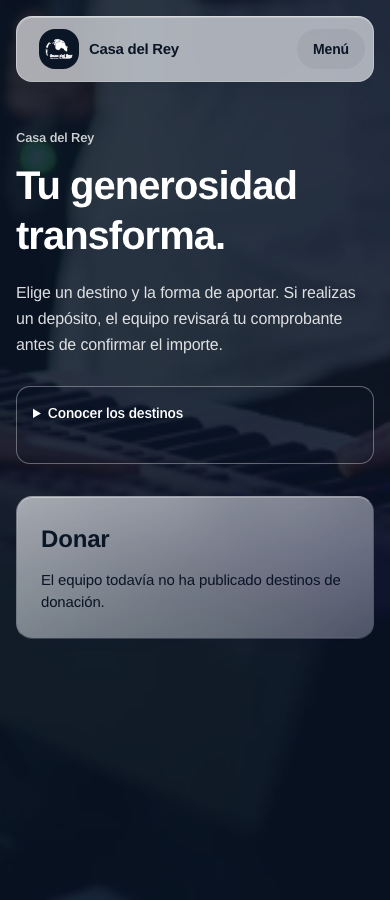 Casa del Rey
Menú
Casa del Rey
Tu generosidad
transforma.
Elige un destino y la forma de aportar. Si realizas
un depósito, el equipo revisará tu comprobante
antes de confirmar el importe.
Conocer los destinos
Donar
El equipo todavía no ha publicado destinos de
donación.